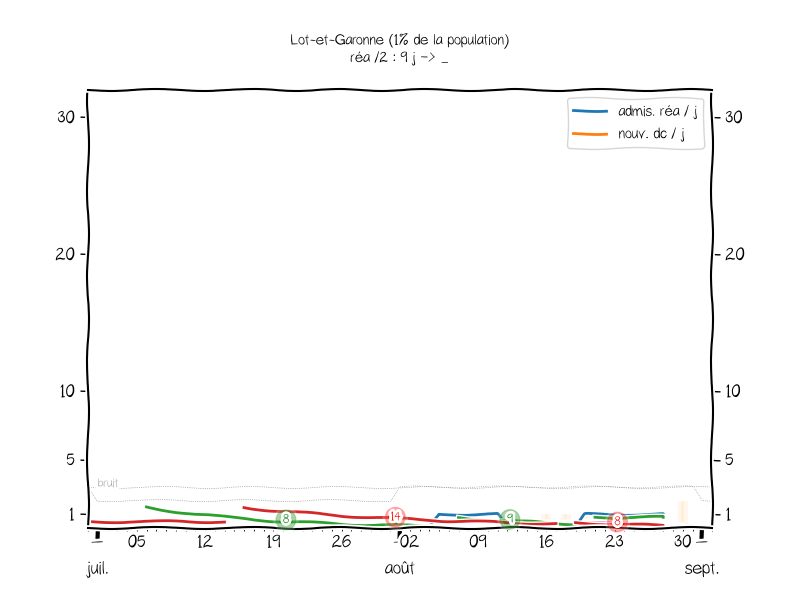 Lot-et-Garonne (1% de la population)
réa /2 : 9 j -> _
30
20
10
5
1
30
20
10
5
1
admis. réa / j
nouv. dc / j
bruit
8
14
9
8
05
12
19
26
02
09
16
23
30
juil.
août
sept.